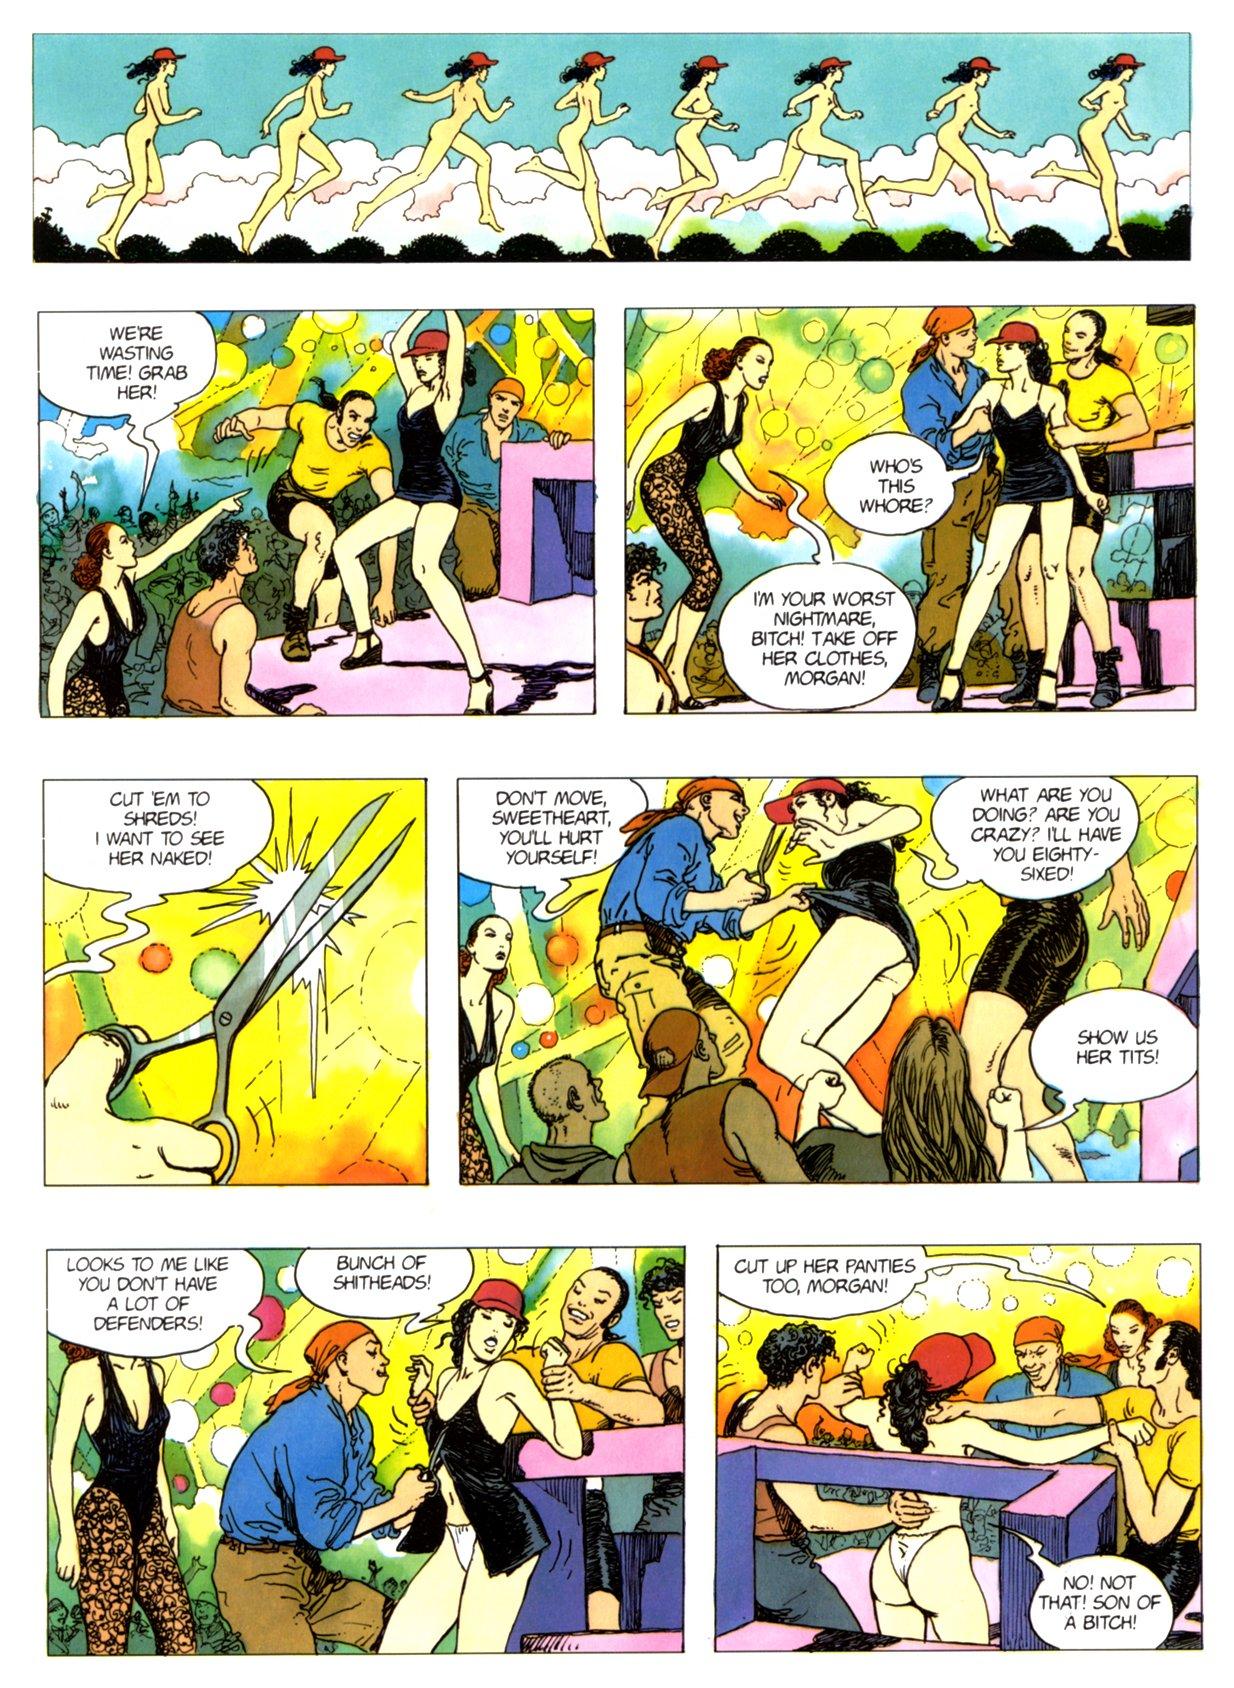 WE'RE
WASTING
TIME! GRAB
HER!
WHO'S
THIS
WHORE?
I'M YOUR WORST
NIGHTMARE,
BITCH! TAKE OFF
HER CLOTHES,
MORGAN!
CUT 'EM TO
SHREDS!
I WANT TO SEE
HER NAKED!
DON'T MOVE,
SWEETHEART,
YOU'LL HURT
YOURSELF!
WHAT ARE YOU
DOING? ARE YOU
CRAZY? I'LL HAVE
YOU EIGHTY-
SIXED!
SHOW US
HER TITS!
LOOKS TO ME LIKE
YOU DON'T HAVE
A LOT OF
DEFENDERS!
BUNCH OF
SHITHEADS!
CUT UP HER PANTIES
TOO, MORGAN!
NO! NOT
THAT! SON OF
A BITCH!